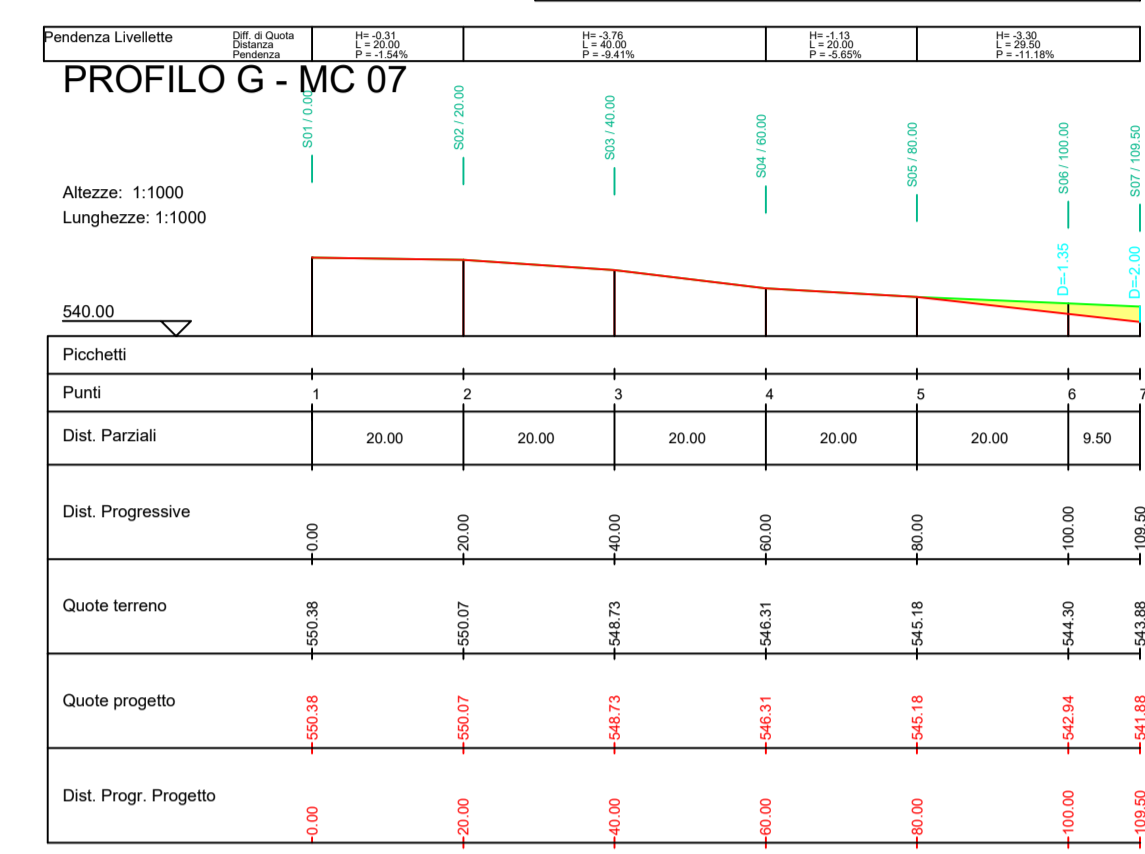 Pendenza Livellette
Diff. di Quota
Distanza
Pendenza
H= -0.31
L = 20.00
P = -1.54%
H= -3.76
L = 40.00
P = -9.41%
H= -1.13
L = 20.00
P = -5.65%
H= -3.30
L = 29.50
P = -11.18%
PROFILO G - MC 07
S01 / 0.00
S02 / 20.00
S03 / 40.00
S04 / 60.00
S05 / 80.00
S06 / 100.00
S07 / 109.50
Altezze: 1:1000
Lunghezze: 1:1000
D=-1.35
D=-2.00
540.00
Picchetti
Punti 1 2 3 4 5 6 7
Dist. Parziali 20.00 20.00 20.00 20.00 20.00 9.50
Dist. Progressive 0.00 20.00 40.00 60.00 80.00 100.00 109.50
Quote terreno 550.38 550.07 548.73 546.31 545.18 544.30 543.88
Quote progetto 550.38 550.07 548.73 546.31 545.18 542.94 541.88
Dist. Progr. Progetto 0.00 20.00 40.00 60.00 80.00 100.00 109.50